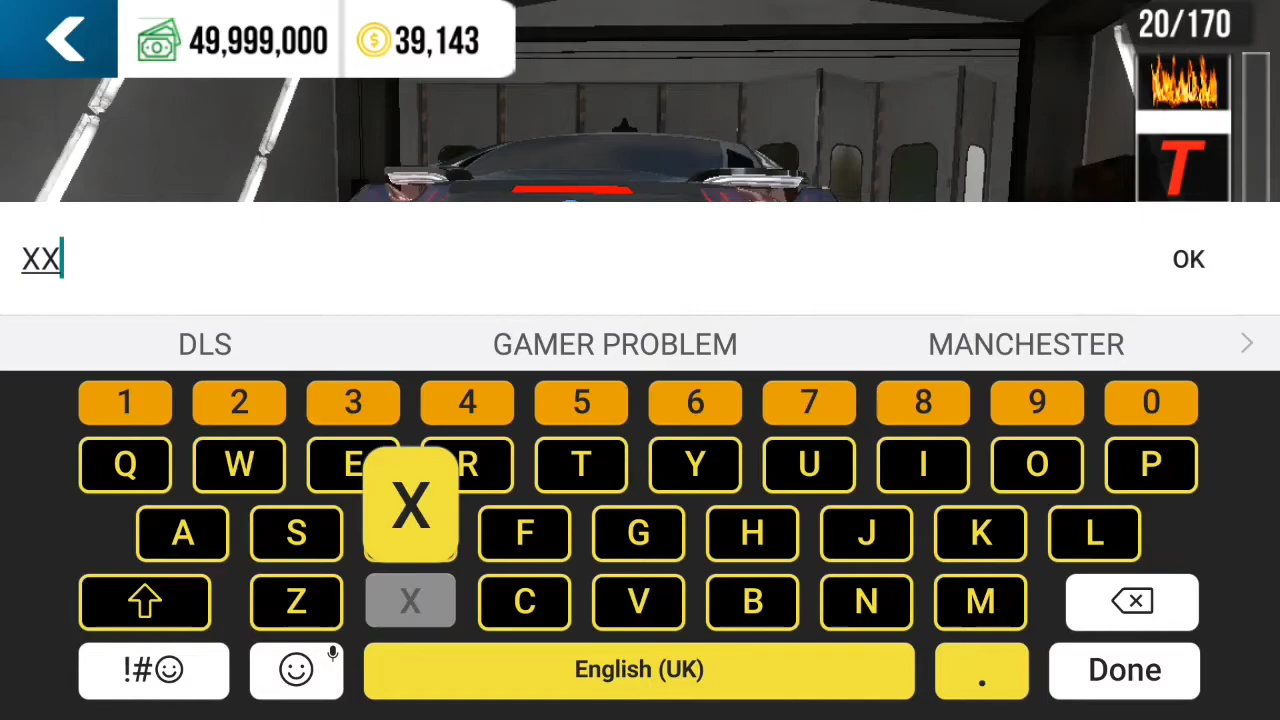 49,999,000 39,143 20/170
T
XX OK
DLS GAMER PROBLEM MANCHESTER
1 2 3 4 5 6 7 8 9 0
Q W E R T Y U I O P
X
A S F G H J K L
Z X C V B N M
!#☺ English (UK) . Done